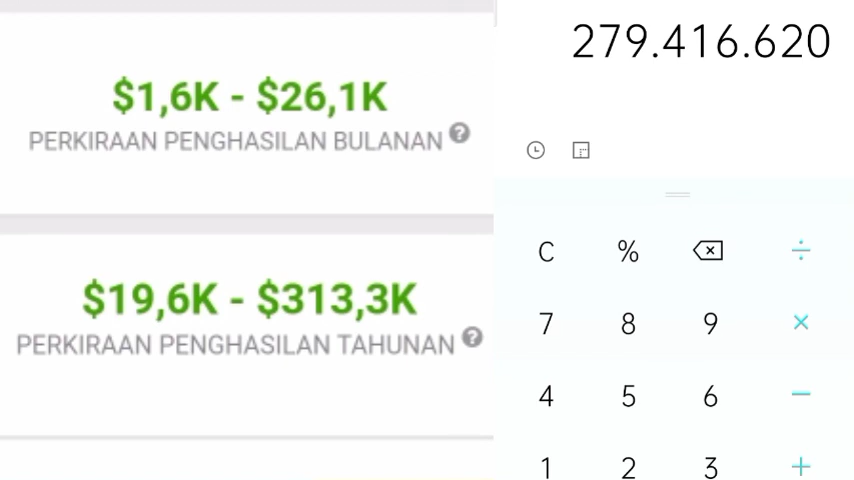 $1,6K - $26,1K
PERKIRAAN PENGHASILAN BULANAN ?
$19,6K - $313,3K
PERKIRAAN PENGHASILAN TAHUNAN ?
279.416.620
C % ÷
7 8 9 ×
4 5 6 −
1 2 3 +